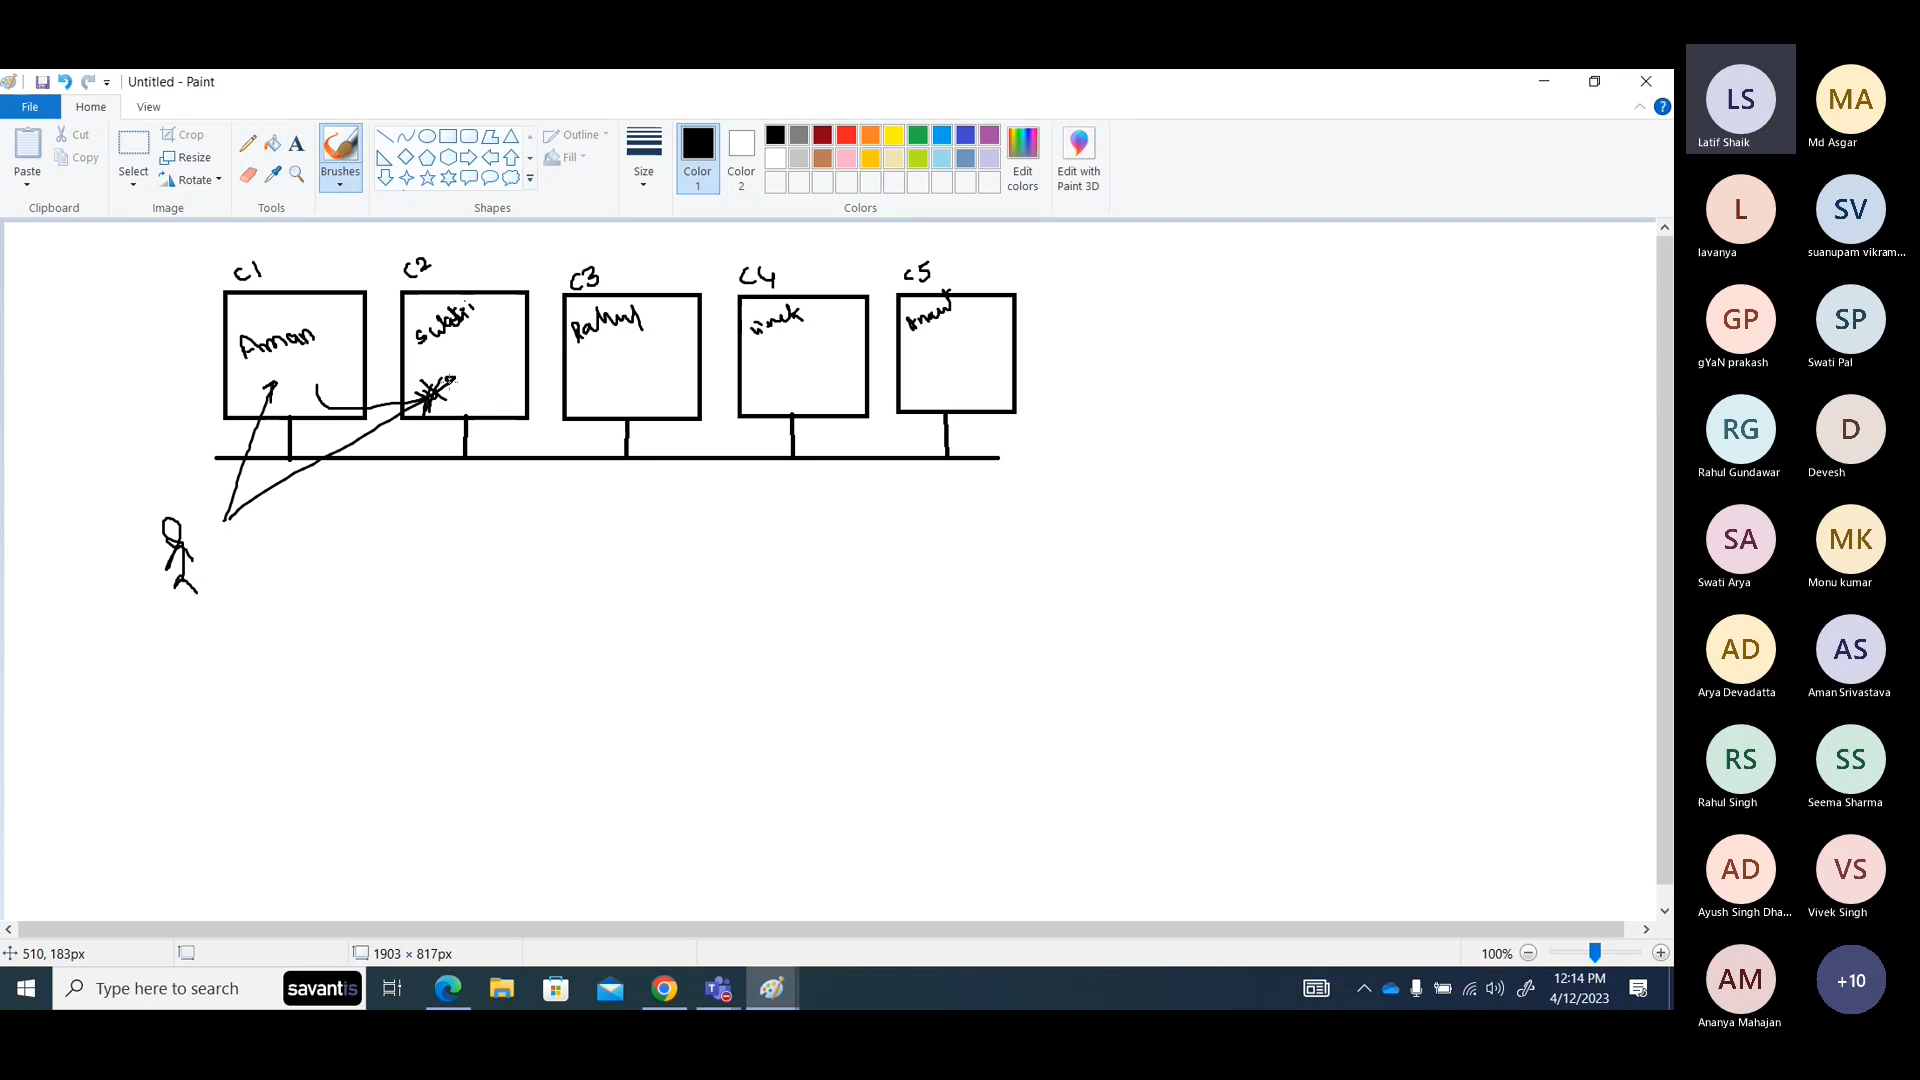 Untitled - Paint
File
Home
View
Paste
Cut
Copy
Clipboard
Select
Crop
Resize
Rotate
Image
A
Tools
Brushes
Shapes
Outline
Fill
Size
Color 1
Color 2
Colors
Edit colors
Edit with Paint 3D
?
C1
C2
C3
C4
C5
Aman
Swati
Rahul
vivek
510, 183px
1903 × 817px
100%
Type here to search
savantis
12:14 PM
4/12/2023
LS
Latif Shaik
MA
Md Asgar
L
lavanya
SV
suanupam vikram...
GP
gYaN prakash
SP
Swati Pal
RG
Rahul Gundawar
D
Devesh
SA
Swati Arya
MK
Monu kumar
AD
Arya Devadatta
AS
Aman Srivastava
RS
Rahul Singh
SS
Seema Sharma
AD
Ayush Singh Dha...
VS
Vivek Singh
AM
Ananya Mahajan
+10